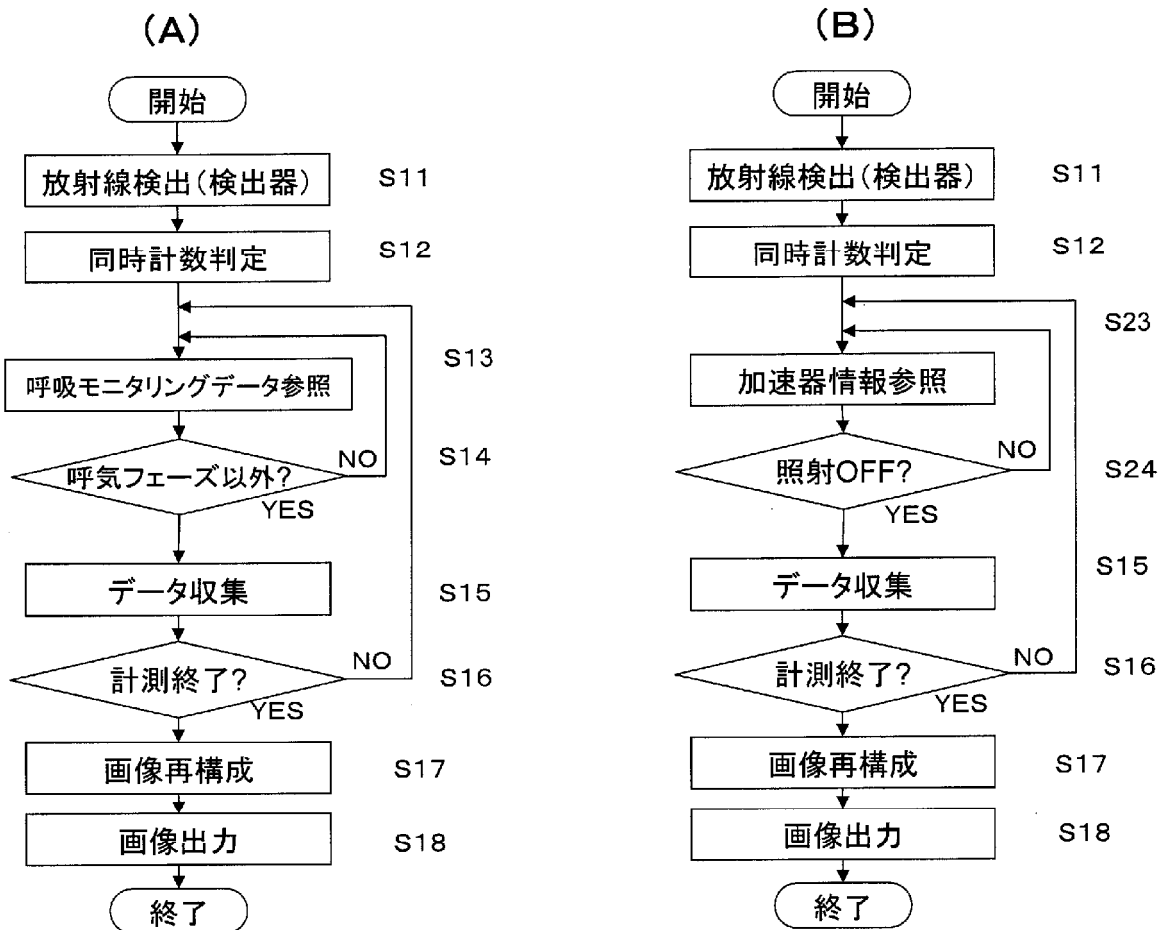 (A)
開始
放射線検出(検出器)
S11
同時計数判定
S12
S13
呼吸モニタリングデータ参照
呼気フェーズ以外?
NO
S14
YES
データ収集
S15
計測終了?
NO
S16
YES
画像再構成
S17
画像出力
S18
終了
(B)
開始
放射線検出(検出器)
S11
同時計数判定
S12
S23
加速器情報参照
照射OFF?
NO
S24
YES
データ収集
S15
計測終了?
NO
S16
YES
画像再構成
S17
画像出力
S18
終了